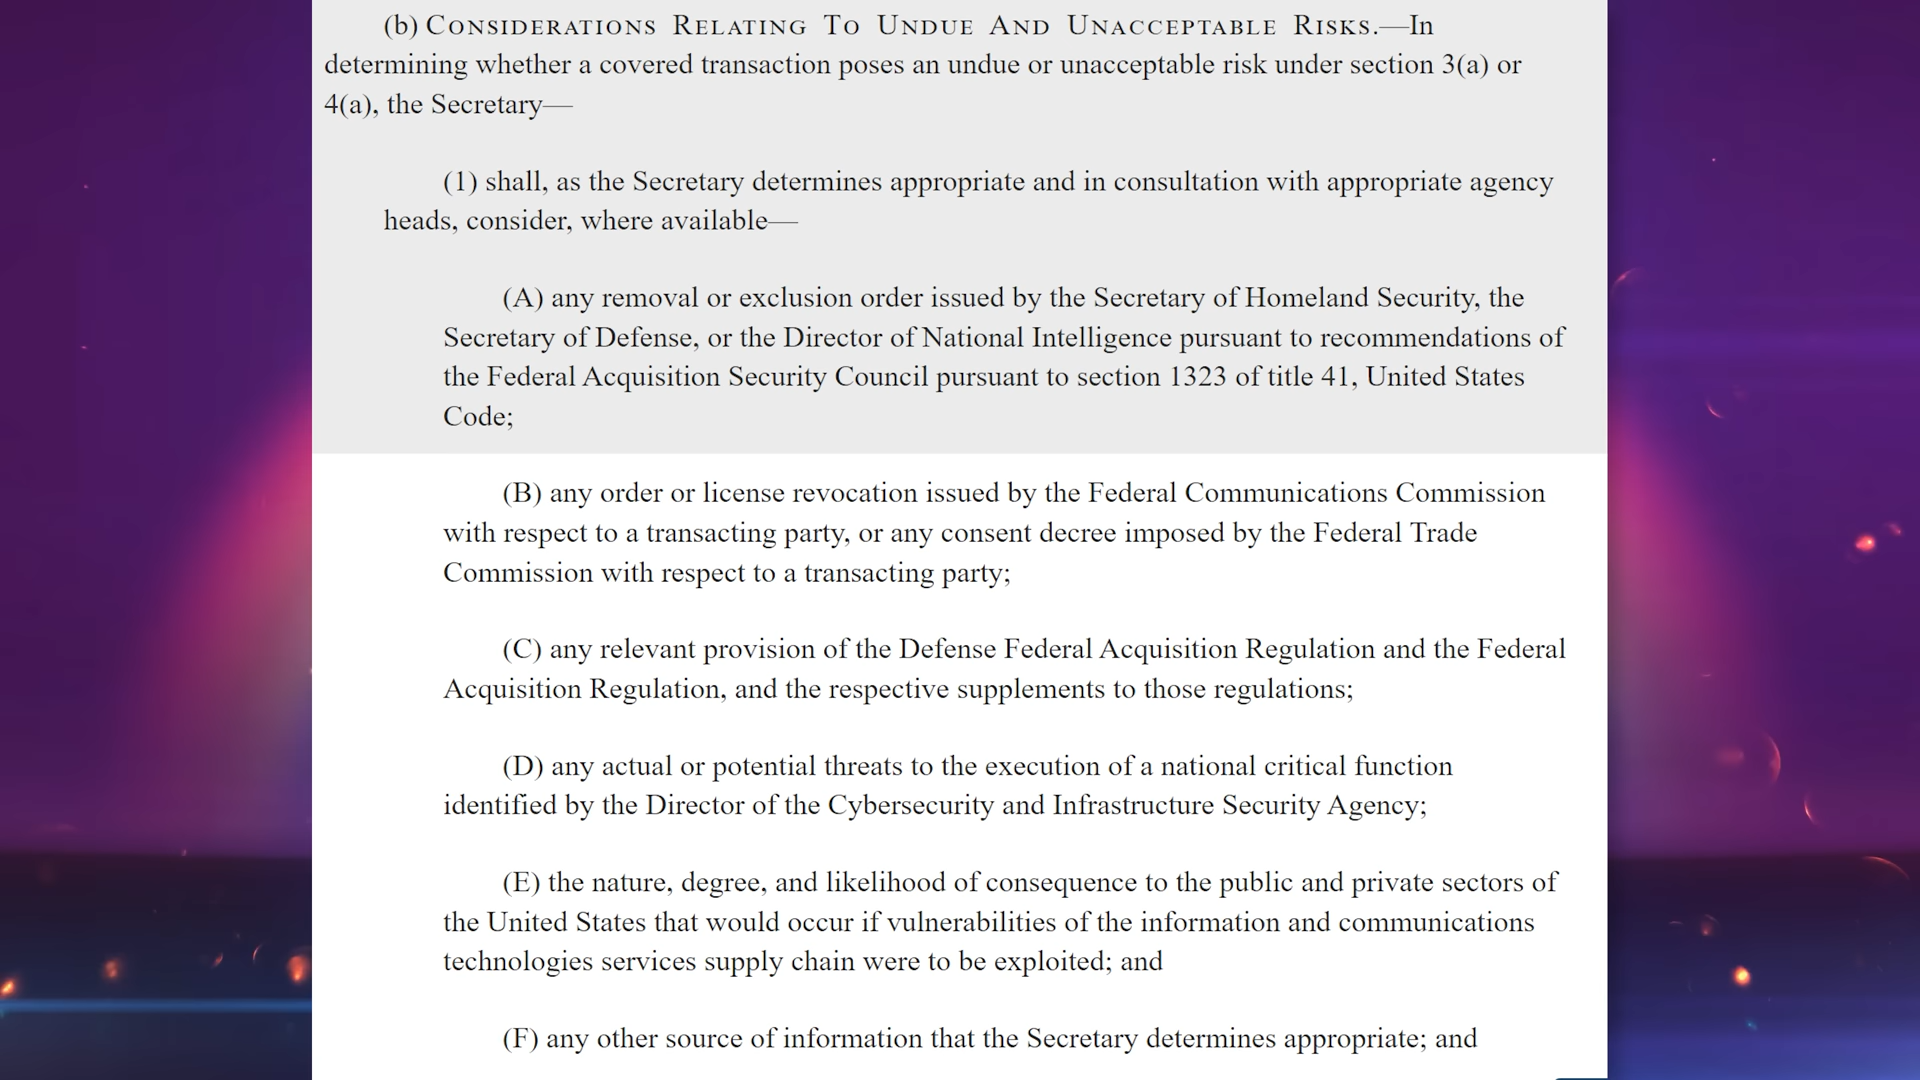 (b) CONSIDERATIONS RELATING TO UNDUE AND UNACCEPTABLE RISKS.—In
determining whether a covered transaction poses an undue or unacceptable risk under section 3(a) or
4(a), the Secretary—
(1) shall, as the Secretary determines appropriate and in consultation with appropriate agency
heads, consider, where available—
(A) any removal or exclusion order issued by the Secretary of Homeland Security, the
Secretary of Defense, or the Director of National Intelligence pursuant to recommendations of
the Federal Acquisition Security Council pursuant to section 1323 of title 41, United States
Code;
(B) any order or license revocation issued by the Federal Communications Commission
with respect to a transacting party, or any consent decree imposed by the Federal Trade
Commission with respect to a transacting party;
(C) any relevant provision of the Defense Federal Acquisition Regulation and the Federal
Acquisition Regulation, and the respective supplements to those regulations;
(D) any actual or potential threats to the execution of a national critical function
identified by the Director of the Cybersecurity and Infrastructure Security Agency;
(E) the nature, degree, and likelihood of consequence to the public and private sectors of
the United States that would occur if vulnerabilities of the information and communications
technologies services supply chain were to be exploited; and
(F) any other source of information that the Secretary determines appropriate; and